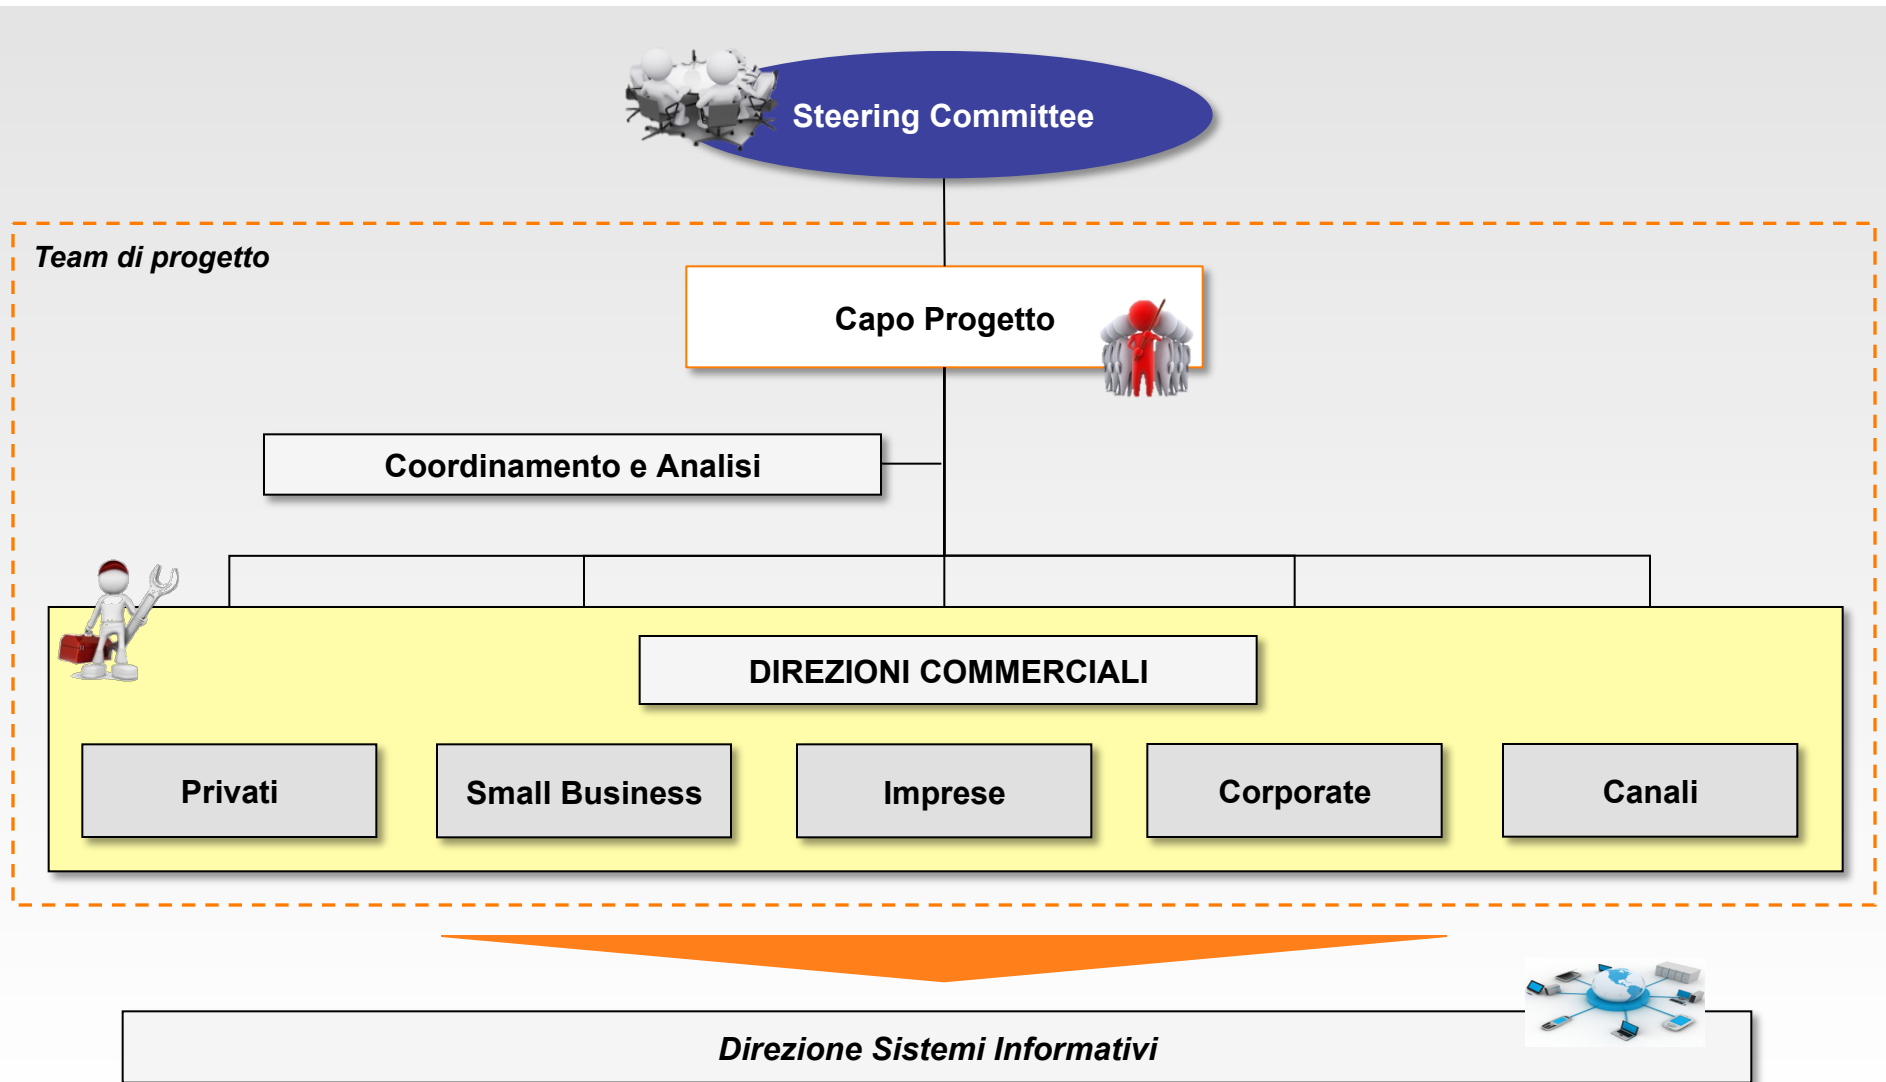 Steering Committee
Team di progetto
Capo Progetto
Coordinamento e Analisi
DIREZIONI COMMERCIALI
Privati
Small Business
Imprese
Corporate
Canali
Direzione Sistemi Informativi